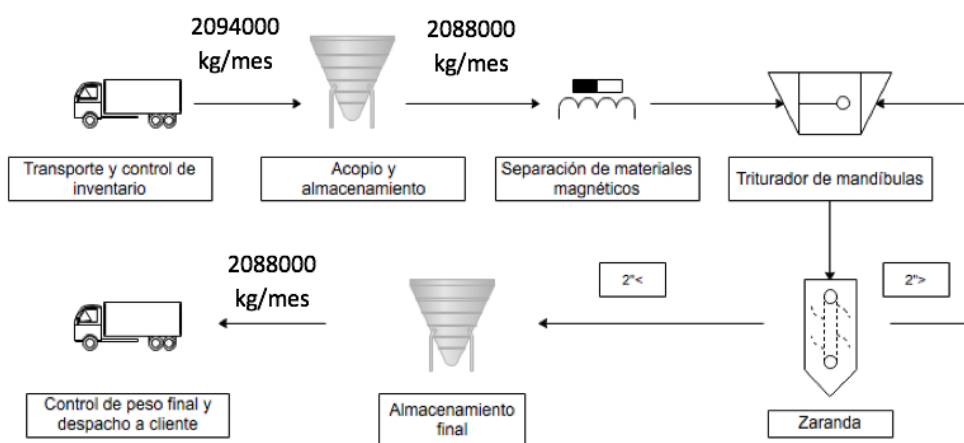 2094000
kg/mes
2088000
kg/mes
Transporte y control de
inventario
Acopio y
almacenamiento
Separación de materiales
magnéticos
Triturador de mandíbulas
2088000
kg/mes
2"<
2">
Control de peso final y
despacho a cliente
Almacenamiento
final
Zaranda